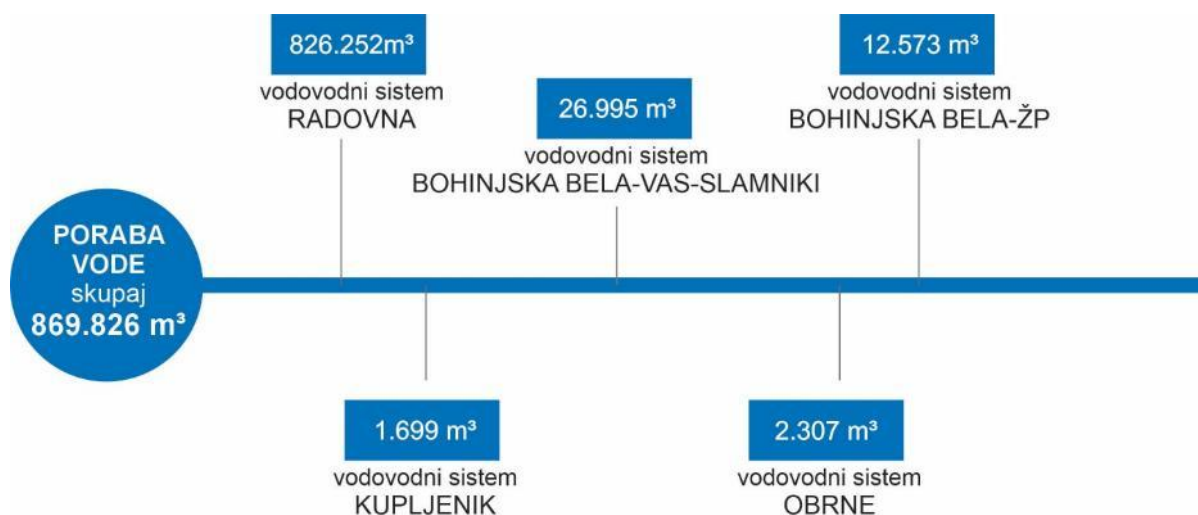 826.252m³
vodovodni sistem
RADOVNA
26.995 m³
vodovodni sistem
BOHINJSKA BELA-VAS-SLAMNIKI
12.573 m³
vodovodni sistem
BOHINJSKA BELA-ŽP
PORABA
VODE
skupaj
869.826 m³
1.699 m³
vodovodni sistem
KUPLJENIK
2.307 m³
vodovodni sistem
OBRNE